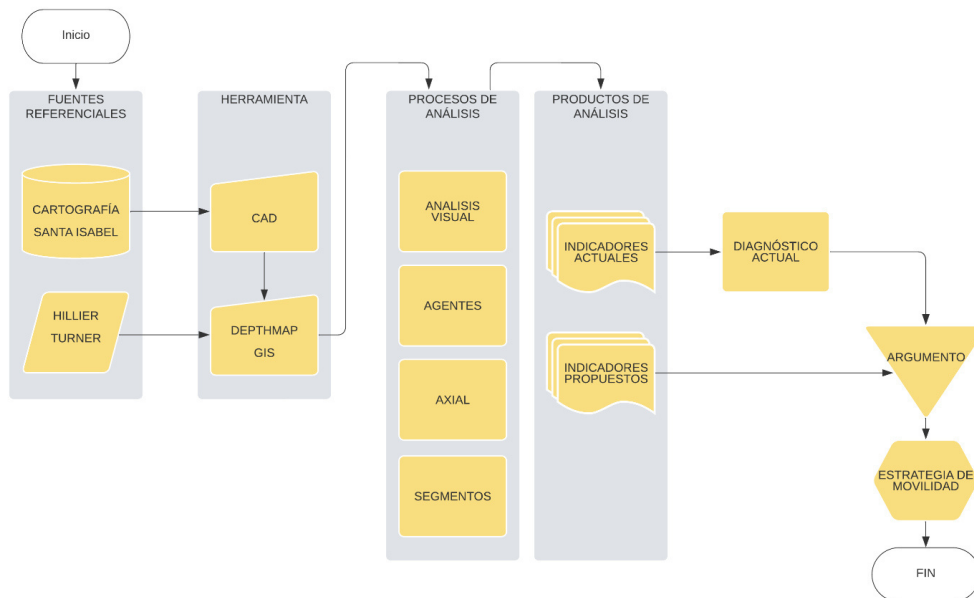 Inicio
FUENTES
REFERENCIALES
CARTOGRAFÍA
SANTA ISABEL
HILLIER
TURNER
HERRAMIENTA
CAD
DEPTHMAP
GIS
PROCESOS DE
ANÁLISIS
ANALISIS
VISUAL
AGENTES
AXIAL
SEGMENTOS
PRODUCTOS DE
ANÁLISIS
INDICADORES
ACTUALES
INDICADORES
PROPUESTOS
DIAGNÓSTICO
ACTUAL
ARGUMENTO
ESTRATEGIA DE
MOVILIDAD
FIN